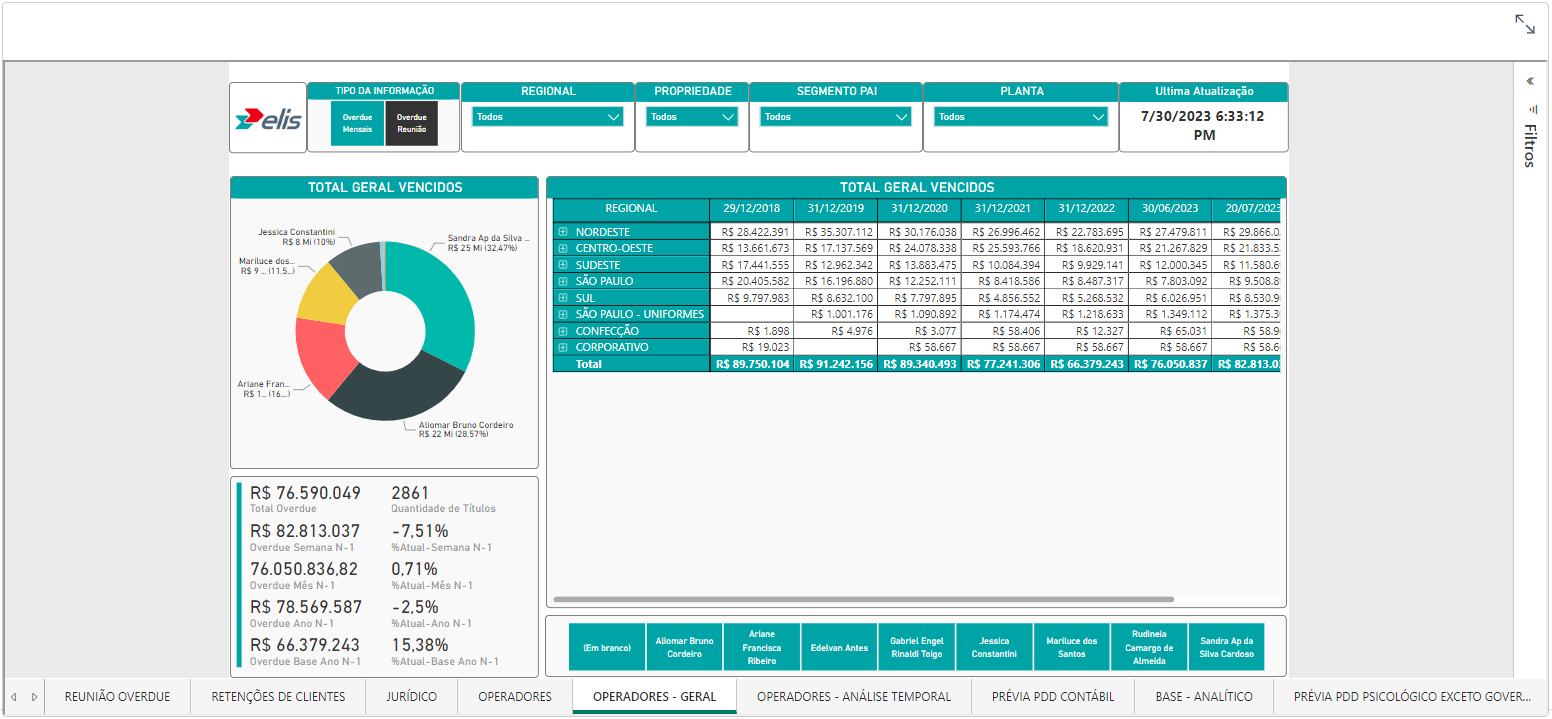 elis
TIPO DA INFORMAÇÃO
Overdue
Mensais
Overdue
Reunião
REGIONAL
Todos
PROPRIEDADE
Todos
SEGMENTO PAI
Todos
PLANTA
Todos
Ultima Atualização
7/30/2023 6:33:12
PM
Filtros
TOTAL GERAL VENCIDOS
Jessica Constantini
R$ 8 Mi (10%)
Sandra Ap da Silva ...
R$ 25 Mi (32.47%)
Mariluce dos...
R$ 9 ... (11.5...)
Ariane Fran...
R$ 1... (16,...)
Aliomar Bruno Cordeiro
R$ 22 Mi (28.57%)
TOTAL GERAL VENCIDOS
REGIONAL 29/12/2018 31/12/2019 31/12/2020 31/12/2021 31/12/2022 30/06/2023 20/07/2023
NORDESTE R$ 28.422.391 R$ 35.307.112 R$ 30.176.038 R$ 26.996.462 R$ 22.783.695 R$ 27.479.811 R$ 29.866.0
CENTRO-OESTE R$ 13.661.673 R$ 17.137.569 R$ 24.078.338 R$ 25.593.766 R$ 18.620.931 R$ 21.267.829 R$ 21.833.5
SUDESTE R$ 17.441.555 R$ 12.962.342 R$ 13.883.475 R$ 10.084.394 R$ 9.929.141 R$ 12.000.345 R$ 11.580.6
SÃO PAULO R$ 20.405.582 R$ 16.196.880 R$ 12.252.111 R$ 8.418.586 R$ 8.487.317 R$ 7.803.092 R$ 9.508.8
SUL R$ 9.797.983 R$ 8.632.100 R$ 7.797.895 R$ 4.856.552 R$ 5.268.532 R$ 6.026.951 R$ 8.530.9
SÃO PAULO - UNIFORMES R$ 1.001.176 R$ 1.090.892 R$ 1.174.474 R$ 1.218.633 R$ 1.349.112 R$ 1.375.3
CONFECÇÃO R$ 1.898 R$ 4.976 R$ 3.077 R$ 58.406 R$ 12.327 R$ 65.031 R$ 58.9
CORPORATIVO R$ 19.023 R$ 58.667 R$ 58.667 R$ 58.667 R$ 58.667 R$ 58.6
Total R$ 89.750.104 R$ 91.242.156 R$ 89.340.493 R$ 77.241.306 R$ 66.379.243 R$ 76.050.837 R$ 82.813.0
R$ 76.590.049 2861
Total Overdue Quantidade de Títulos
R$ 82.813.037 -7,51%
Overdue Semana N-1 %Atual-Semana N-1
76.050.836,82 0,71%
Overdue Mês N-1 %Atual-Mês N-1
R$ 78.569.587 -2,5%
Overdue Ano N-1 %Atual-Ano N-1
R$ 66.379.243 15,38%
Overdue Base Ano N-1 %Atual-Base Ano N-1
(Em branco)
Aliomar Bruno
Cordeiro
Ariane
Francisca
Ribeiro
Edelvan Antes
Gabriel Engel
Rinaldi Toigo
Jessica
Constantini
Mariluce dos
Santos
Rudineia
Camargo de
Almeida
Sandra Ap da
Silva Cardoso
REUNIÃO OVERDUE RETENÇÕES DE CLIENTES JURÍDICO OPERADORES OPERADORES - GERAL OPERADORES - ANÁLISE TEMPORAL PRÉVIA PDD CONTÁBIL BASE - ANALÍTICO PRÉVIA PDD PSICOLÓGICO EXCETO GOVER...